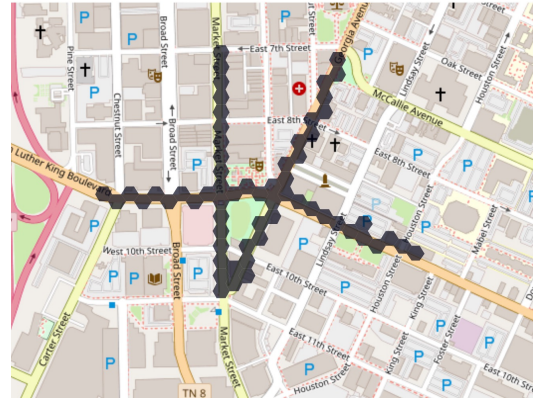 Market Street
Broad Street
Georgia Avenue
Lindsay Street
Houston Street
East 7th Street
Pine Street
P
Oak Street
Chestnut Street
Broad Street
McCallie Avenue
East 8th Street
East 8th Street
Luther King Boulevard
Houston Street
Mabel Street
Lindsay Street
West 10th Street
Broad Street
East 10th Street
Houston Street
King Street
Carter Street
Market Street
East 11th Street
King Street
Foster Street
Houston Street
East 10th
TN 8